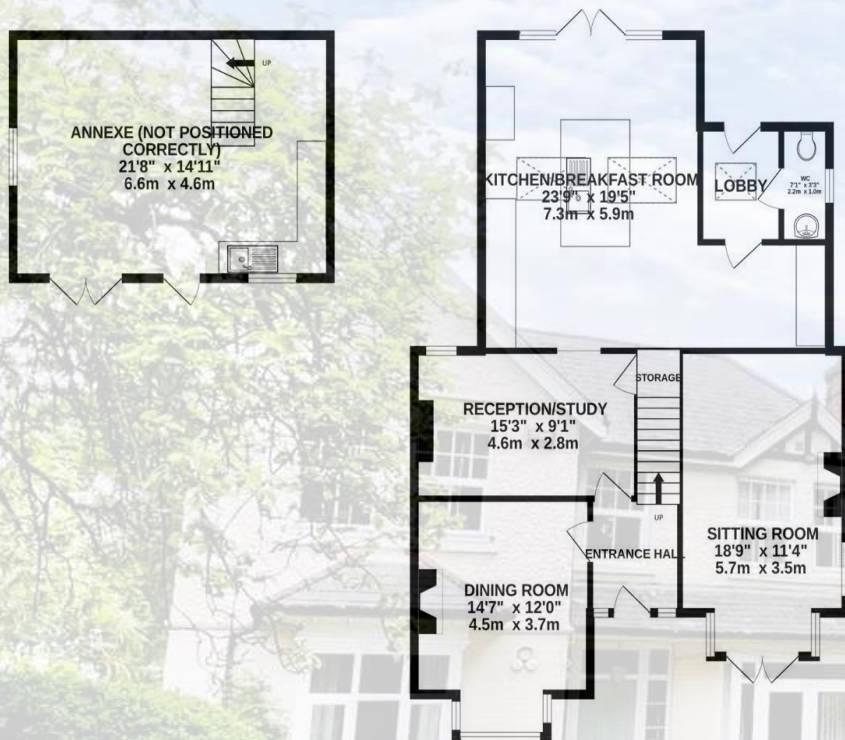 UP
ANNEXE (NOT POSITIONED
CORRECTLY)
21'8" x 14'11"
6.6m x 4.6m
KITCHEN/BREAKFAST ROOM
23'9" x 19'5"
7.3m x 5.9m
LOBBY
WC
7'1" x 3'3"
2.2m x 1.0m
STORAGE
RECEPTION/STUDY
15'3" x 9'1"
4.6m x 2.8m
UP
ENTRANCE HALL
SITTING ROOM
18'9" x 11'4"
5.7m x 3.5m
DINING ROOM
14'7" x 12'0"
4.5m x 3.7m